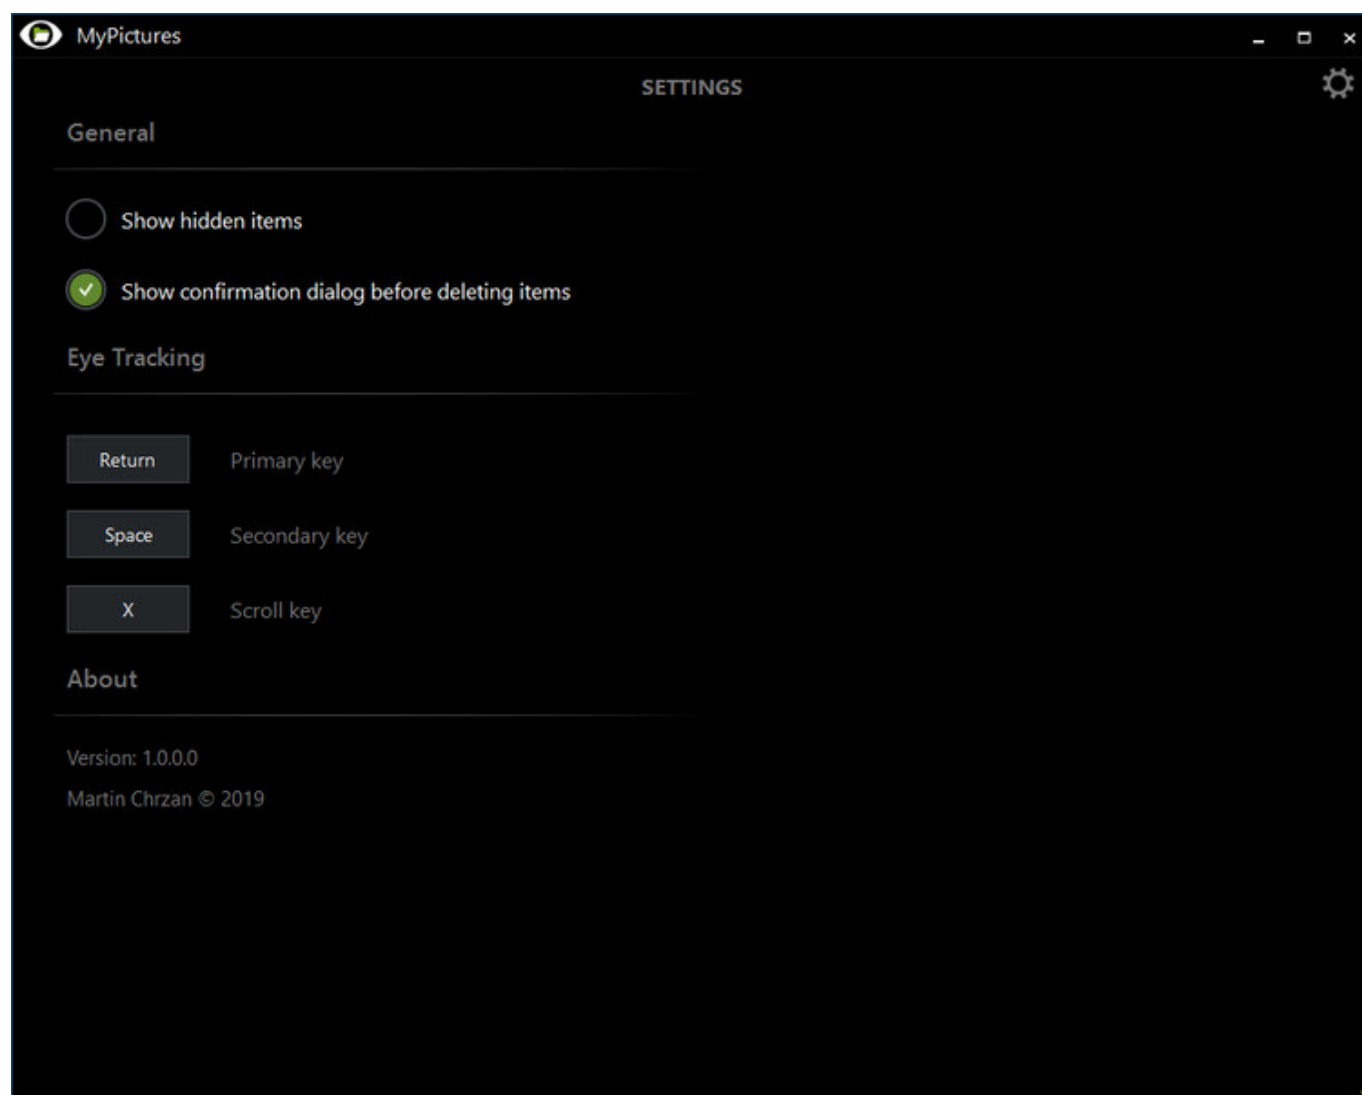 MyPictures
SETTINGS
General
Show hidden items
Show confirmation dialog before deleting items
Eye Tracking
Return Primary key
Space Secondary key
X Scroll key
About
Version: 1.0.0.0
Martin Chrzan © 2019